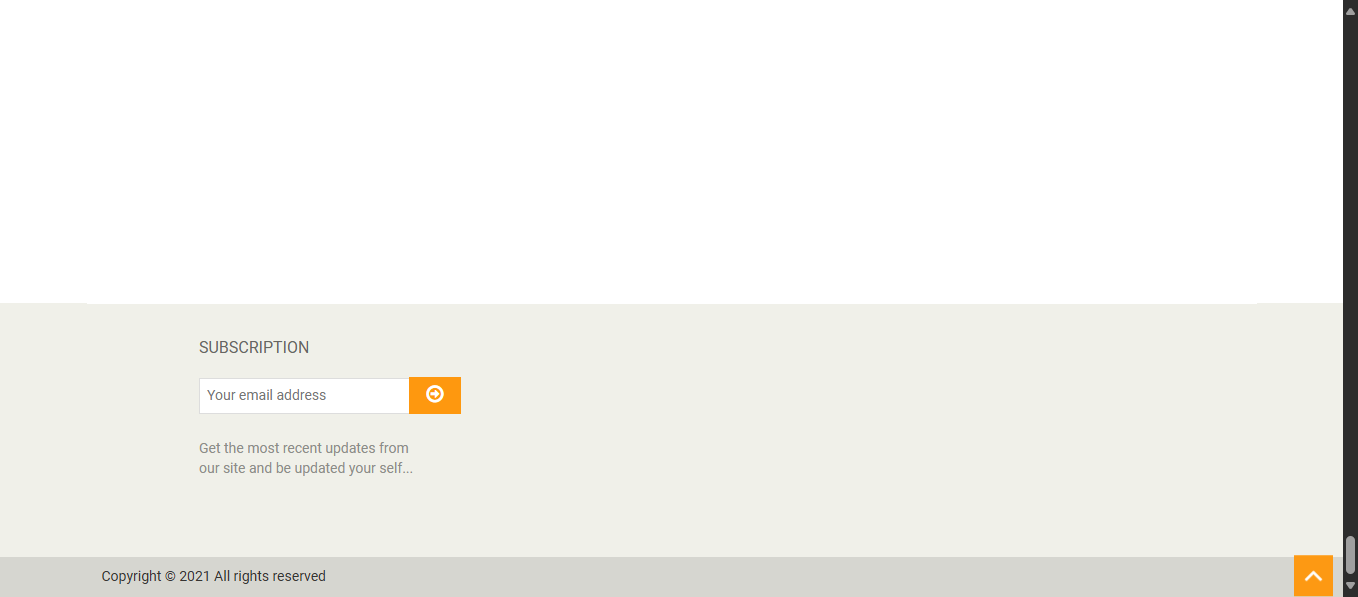 SUBSCRIPTION
Your email address
Get the most recent updates from
our site and be updated your self...
Copyright © 2021 All rights reserved